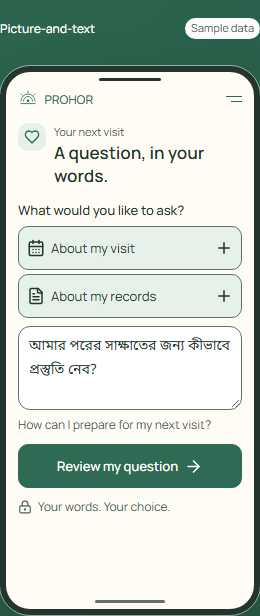 Picture-and-text
Sample data
PROHOR
Your next visit
A question, in your
words.
What would you like to ask?
About my visit
About my records
আমার পরের সাক্ষাতের জন্য কীভাবে
প্রস্তুতি নেব?
How can I prepare for my next visit?
Review my question
Your words. Your choice.